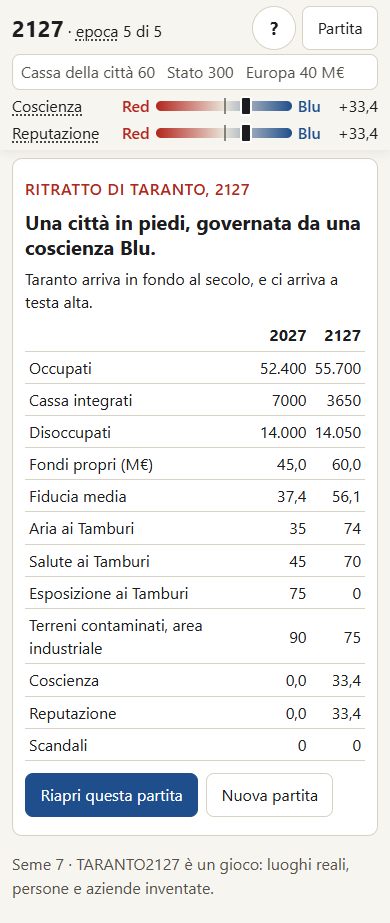 2127 · epoca 5 di 5
?
Partita
Cassa della città 60 Stato 300 Europa 40 M€
Coscienza Red Blu +33,4
Reputazione Red Blu +33,4
RITRATTO DI TARANTO, 2127
Una città in piedi, governata da una
coscienza Blu.
Taranto arriva in fondo al secolo, e ci arriva a
testa alta.
2027 2127
Occupati 52.400 55.700
Cassa integrati 7000 3650
Disoccupati 14.000 14.050
Fondi propri (M€) 45,0 60,0
Fiducia media 37,4 56,1
Aria ai Tamburi 35 74
Salute ai Tamburi 45 70
Esposizione ai Tamburi 75 0
Terreni contaminati, area
industriale 90 75
Coscienza 0,0 33,4
Reputazione 0,0 33,4
Scandali 0 0
Riapri questa partita
Nuova partita
Seme 7 · TARANTO2127 è un gioco: luoghi reali,
persone e aziende inventate.